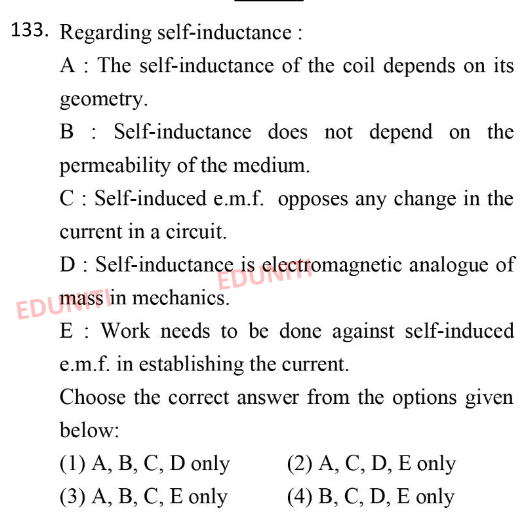 133. Regarding self-inductance :
A : The self-inductance of the coil depends on its
geometry.
B : Self-inductance does not depend on the
permeability of the medium.
C : Self-induced e.m.f. opposes any change in the
current in a circuit.
D : Self-inductance is electromagnetic analogue of
EDUNITI
mass in mechanics.
EDUNITI
E : Work needs to be done against self-induced
e.m.f. in establishing the current.
Choose the correct answer from the options given
below:
(1) A, B, C, D only (2) A, C, D, E only
(3) A, B, C, E only (4) B, C, D, E only